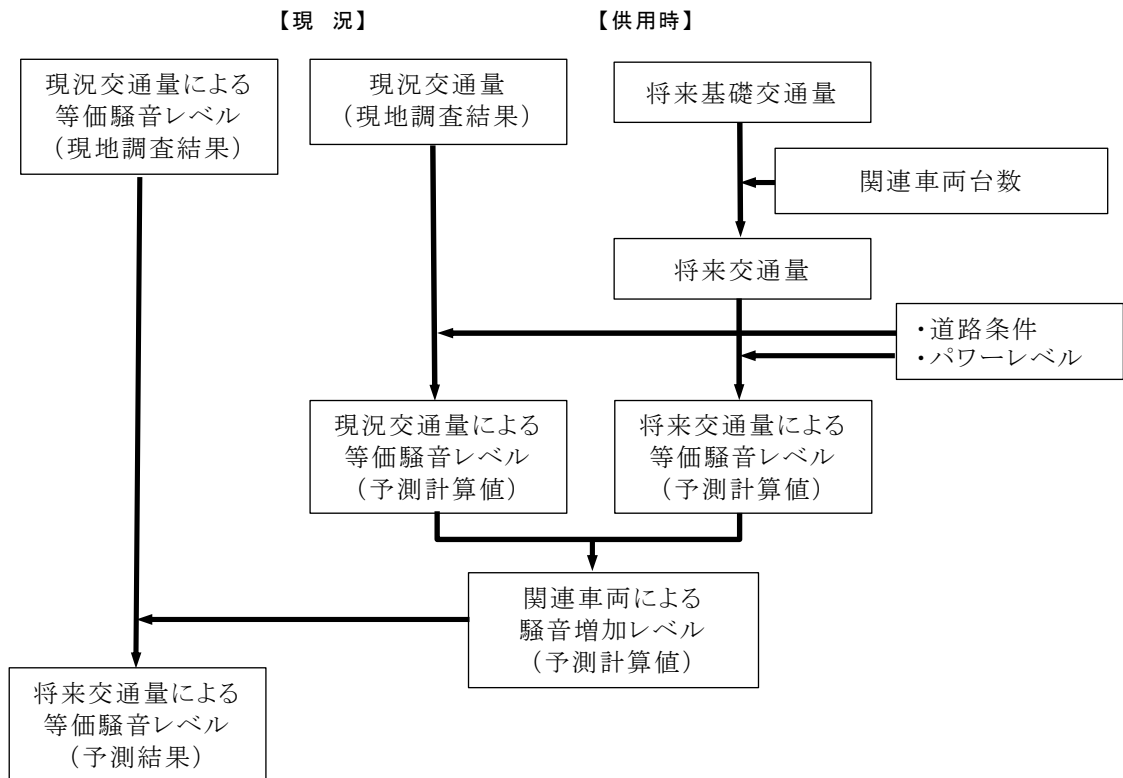 【現 況】
【供用時】
現況交通量による
等価騒音レベル
(現地調査結果)
現況交通量
(現地調査結果)
将来基礎交通量
関連車両台数
将来交通量
・道路条件
・パワーレベル
現況交通量による
等価騒音レベル
(予測計算値)
将来交通量による
等価騒音レベル
(予測計算値)
関連車両による
騒音増加レベル
(予測計算値)
将来交通量による
等価騒音レベル
(予測結果)